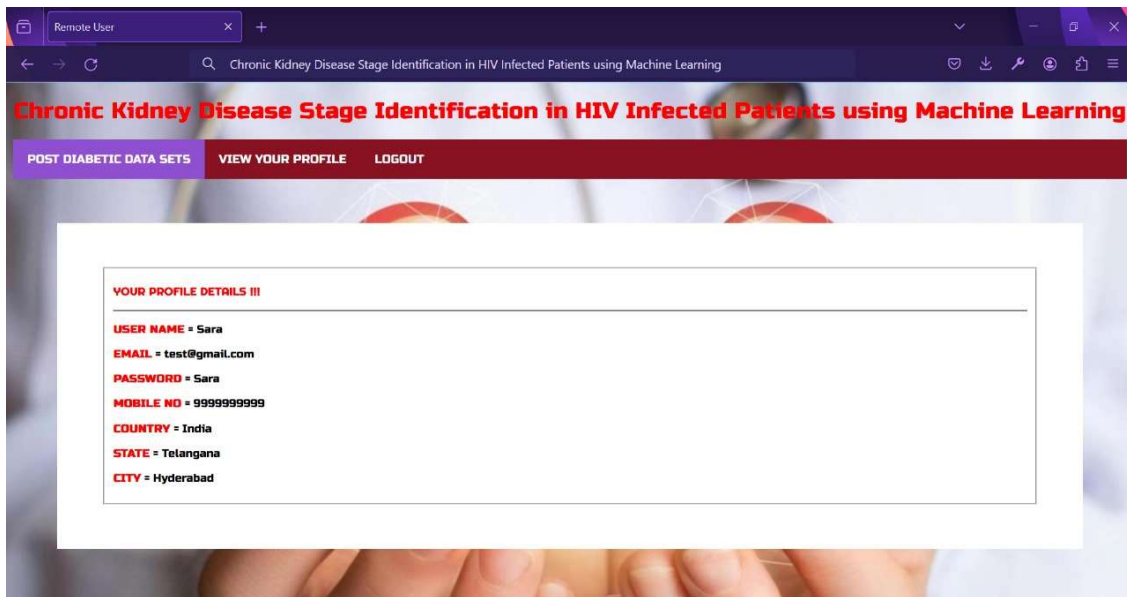 Remote User
Chronic Kidney Disease Stage Identification in HIV Infected Patients using Machine Learning
Chronic Kidney Disease Stage Identification in HIV Infected Patients using Machine Learning
POST DIABETIC DATA SETS VIEW YOUR PROFILE LOGOUT
YOUR PROFILE DETAILS !!!
USER NAME = Sara
EMAIL = test@gmail.com
PASSWORD = Sara
MOBILE NO = 9999999999
COUNTRY = India
STATE = Telangana
CITY = Hyderabad